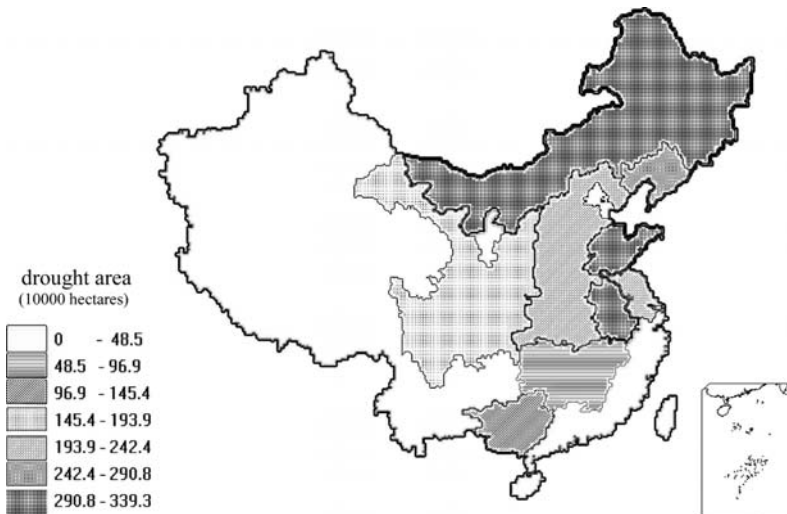 drought area
(10000 hectares)
0 - 48.5
48.5 - 96.9
96.9 - 145.4
145.4 - 193.9
193.9 - 242.4
242.4 - 290.8
290.8 - 339.3